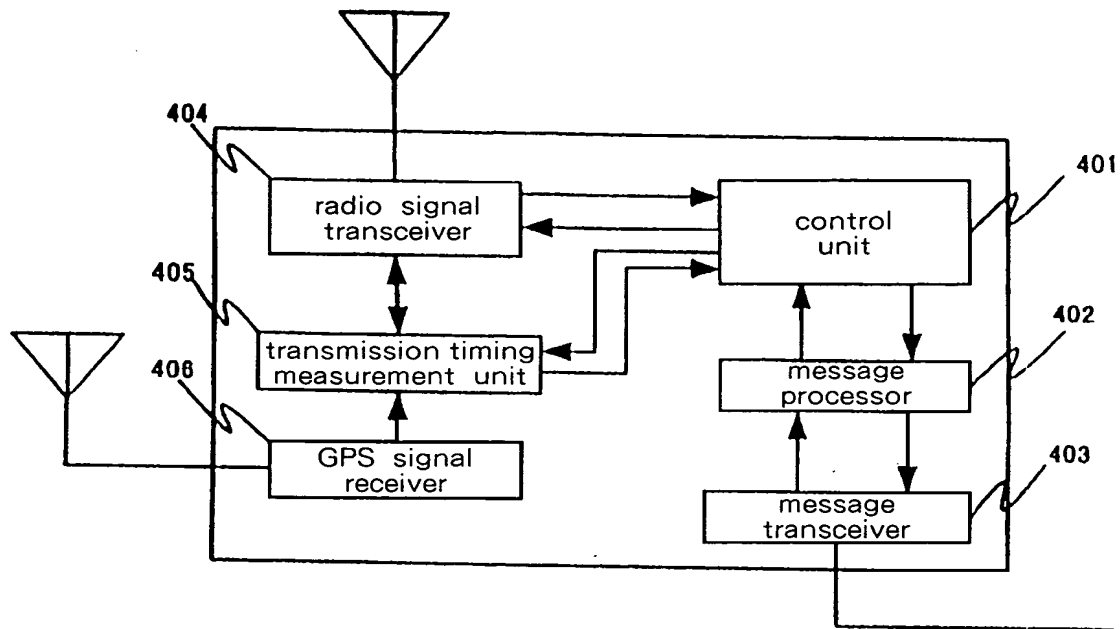 404
radio signal
transceiver
control
unit
401
405
transmission timing
measurement unit
402
message
processor
406
GPS signal
receiver
403
message
transceiver